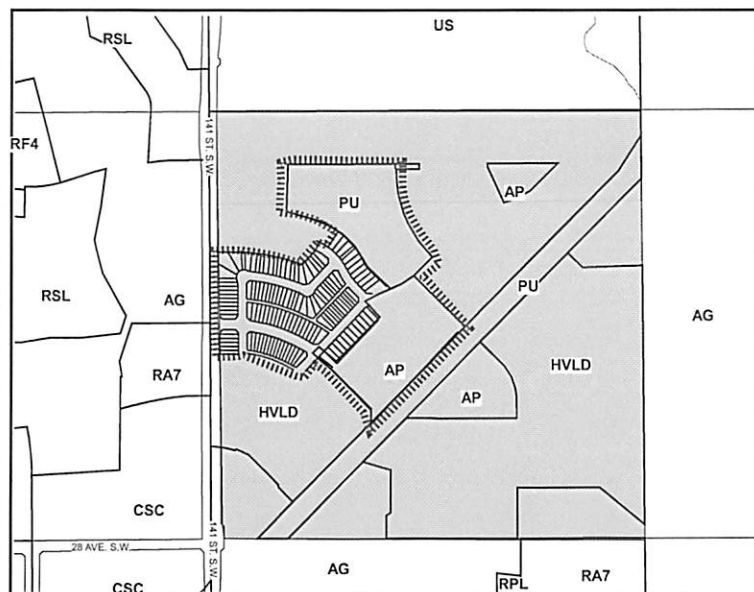 US
RSL
141 ST. S.W.
RF4
PU
AP
RSL
AG
PU
AG
RA7
AP
HVLD
AP
HVLD
CSC
141 ST. S.W.
28 AVE. S.W.
AG
RA7
CSC
RPL